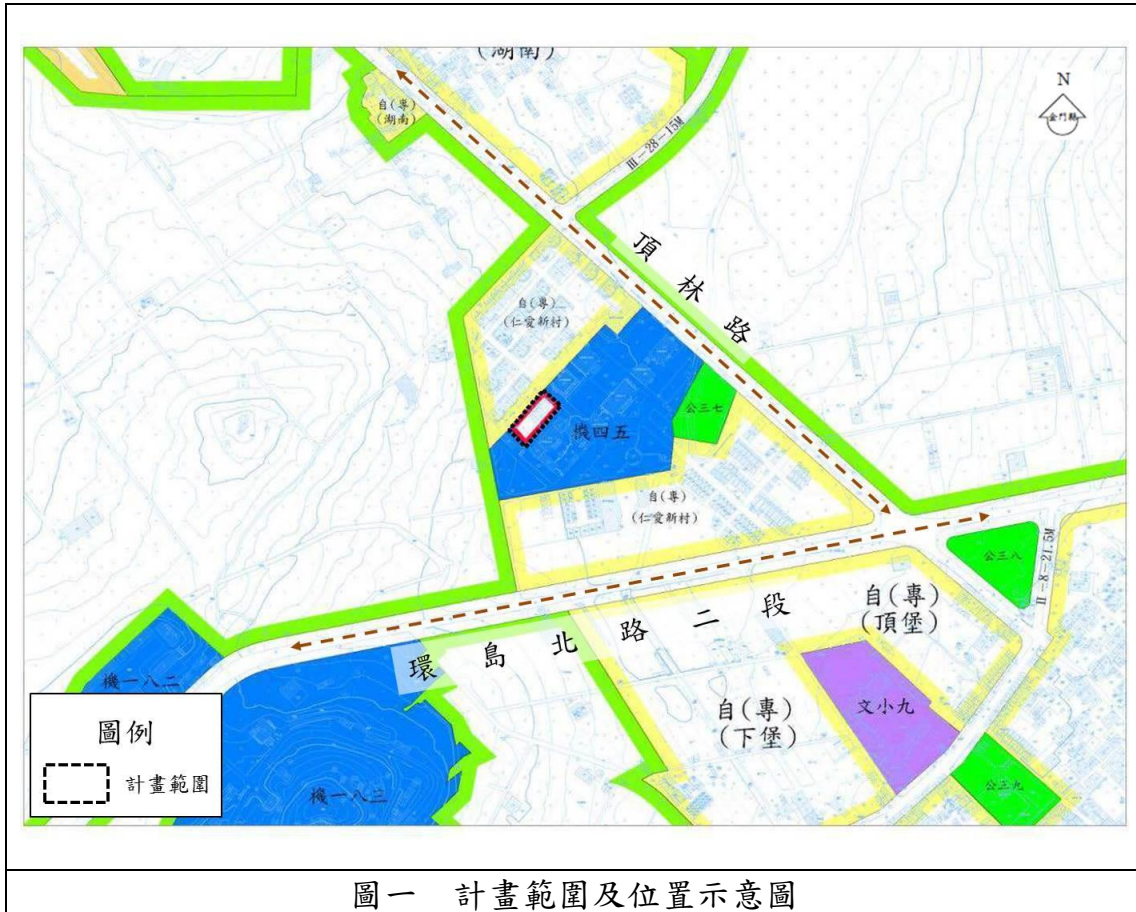 (湖南)
N
金門縣
自(專)
(湖南)
III-28-15M
頂林路
自(專)
(仁愛新村)
公三七
機四五
自(專)
(仁愛新村)
公三八
II-8-21.5M
環島北路二段
自(專)
(頂堡)
機一八二
自(專)
(下堡)
文小九
圖例
計畫範圍
機一八三
公三九
圖一 計畫範圍及位置示意圖